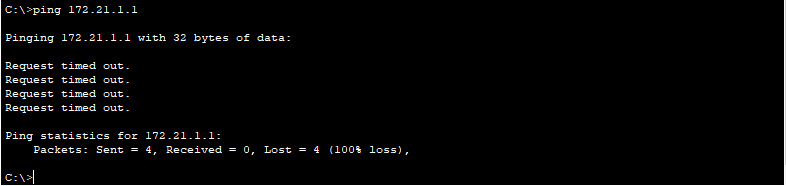 C:\>ping 172.21.1.1
Pinging 172.21.1.1 with 32 bytes of data:
Request timed out.
Request timed out.
Request timed out.
Request timed out.
Ping statistics for 172.21.1.1:
    Packets: Sent = 4, Received = 0, Lost = 4 (100% loss),
C:\>